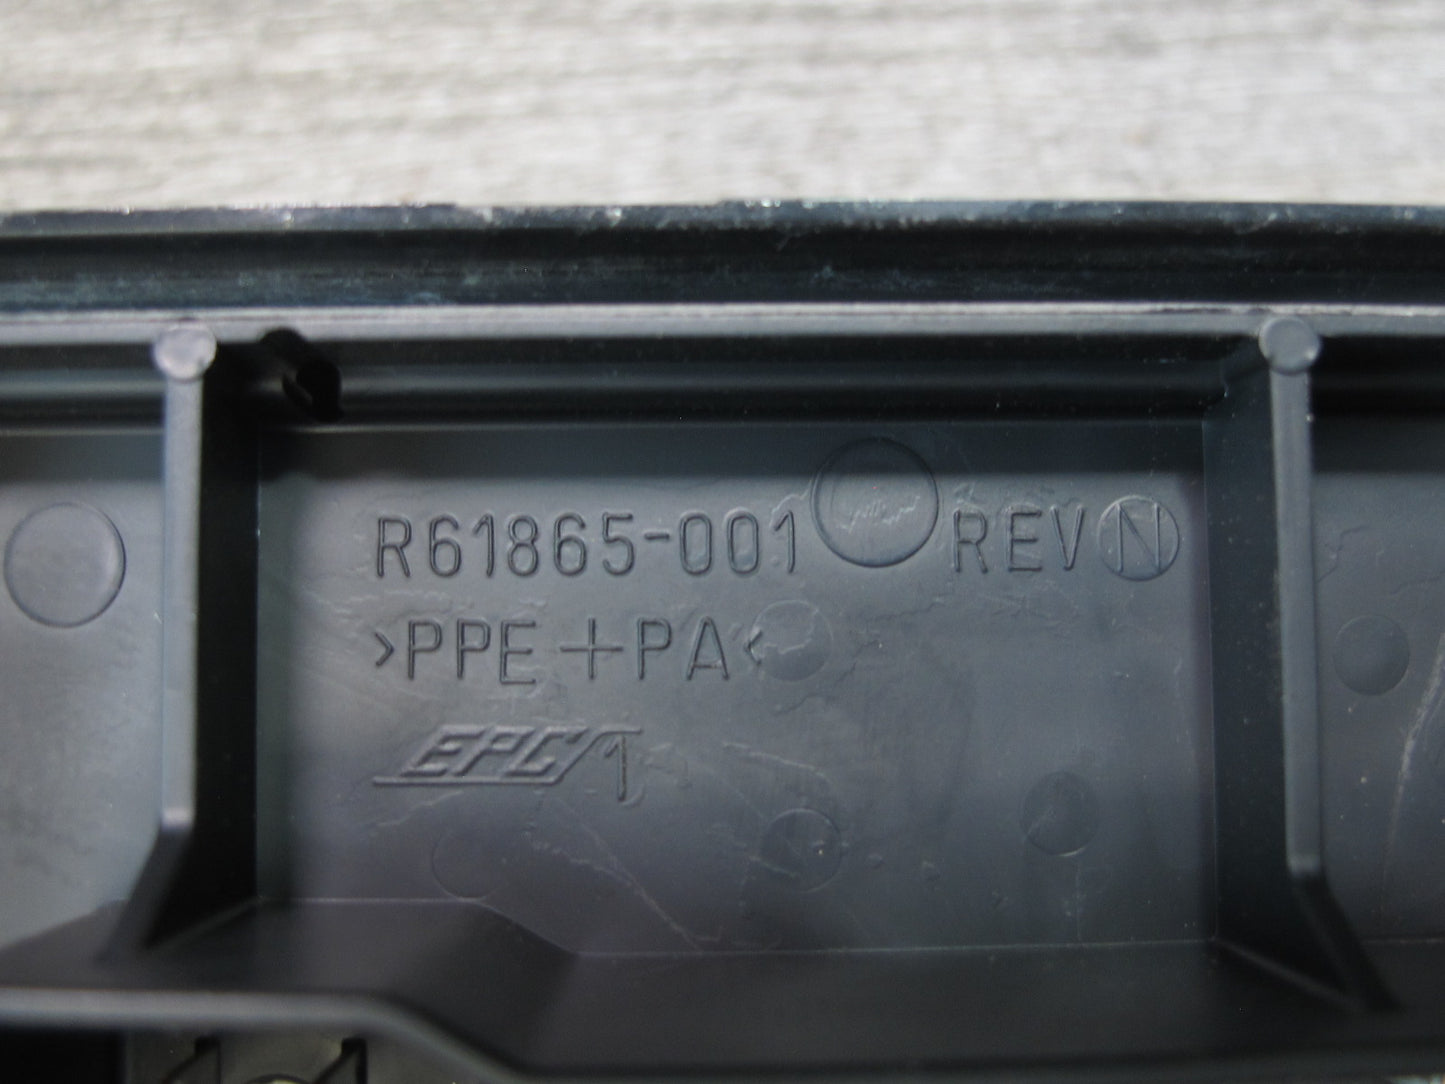 R61865-001 REV N
>PPE+PA<
EPC 1